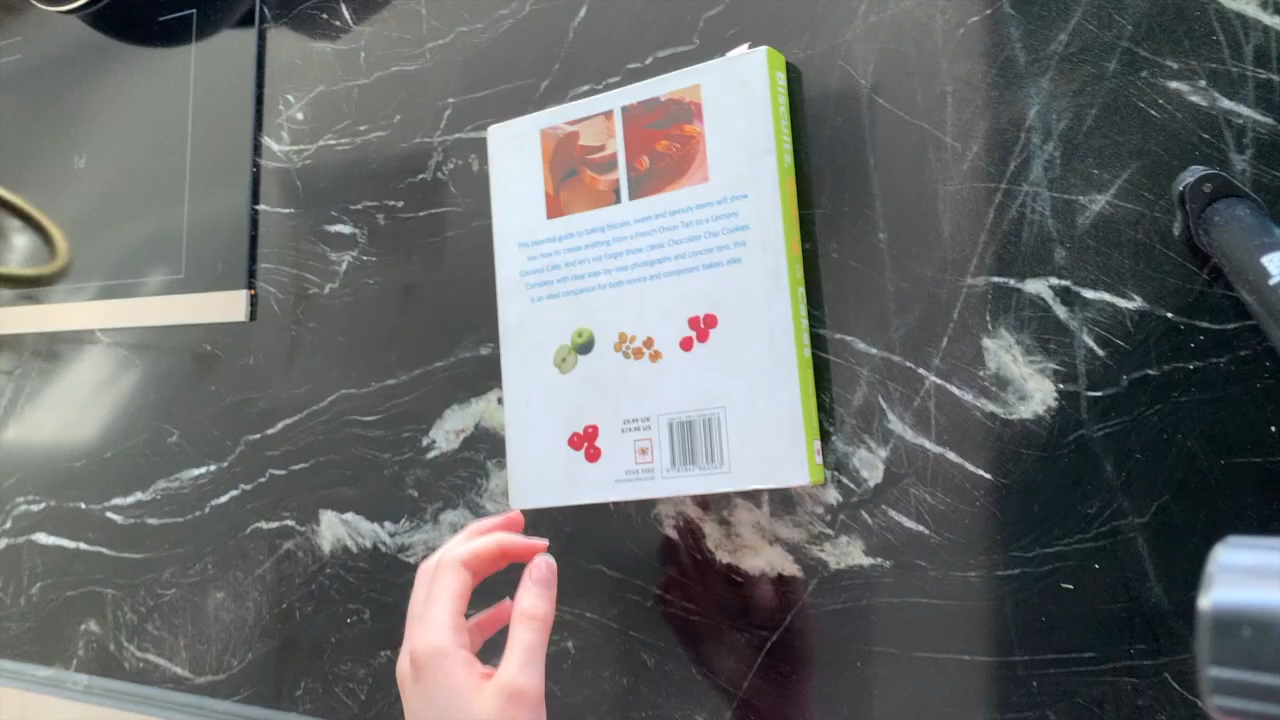 Biscuits,
This essential guide to baking biscuits, sweet and savoury items will show
you how to create anything from a French Onion Tart to a Lemony
Coconut Cake. And let's not forget those classic Chocolate Chip Cookies
Complete with clear step-by-step photographs and concise text, this
is an ideal companion for both novice and competent bakers alike
£9.99 UK
$19.95 US
STAR FIRE